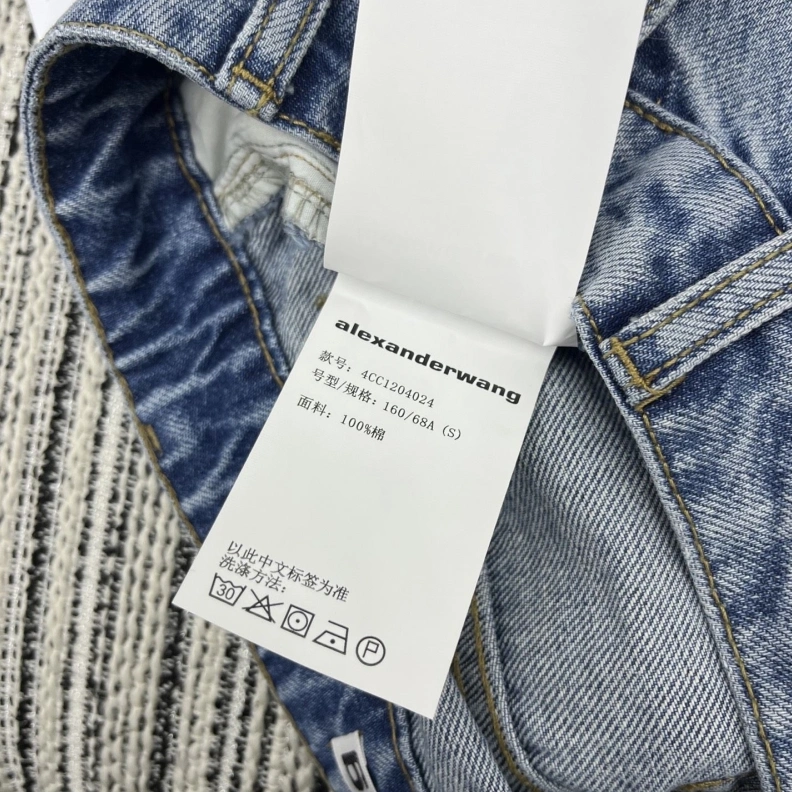 alexanderwang
款号: 4CC1204024
号型/规格: 160/68A (S)
面料: 100%棉
以此中文标签为准
洗涤方法:
30
P